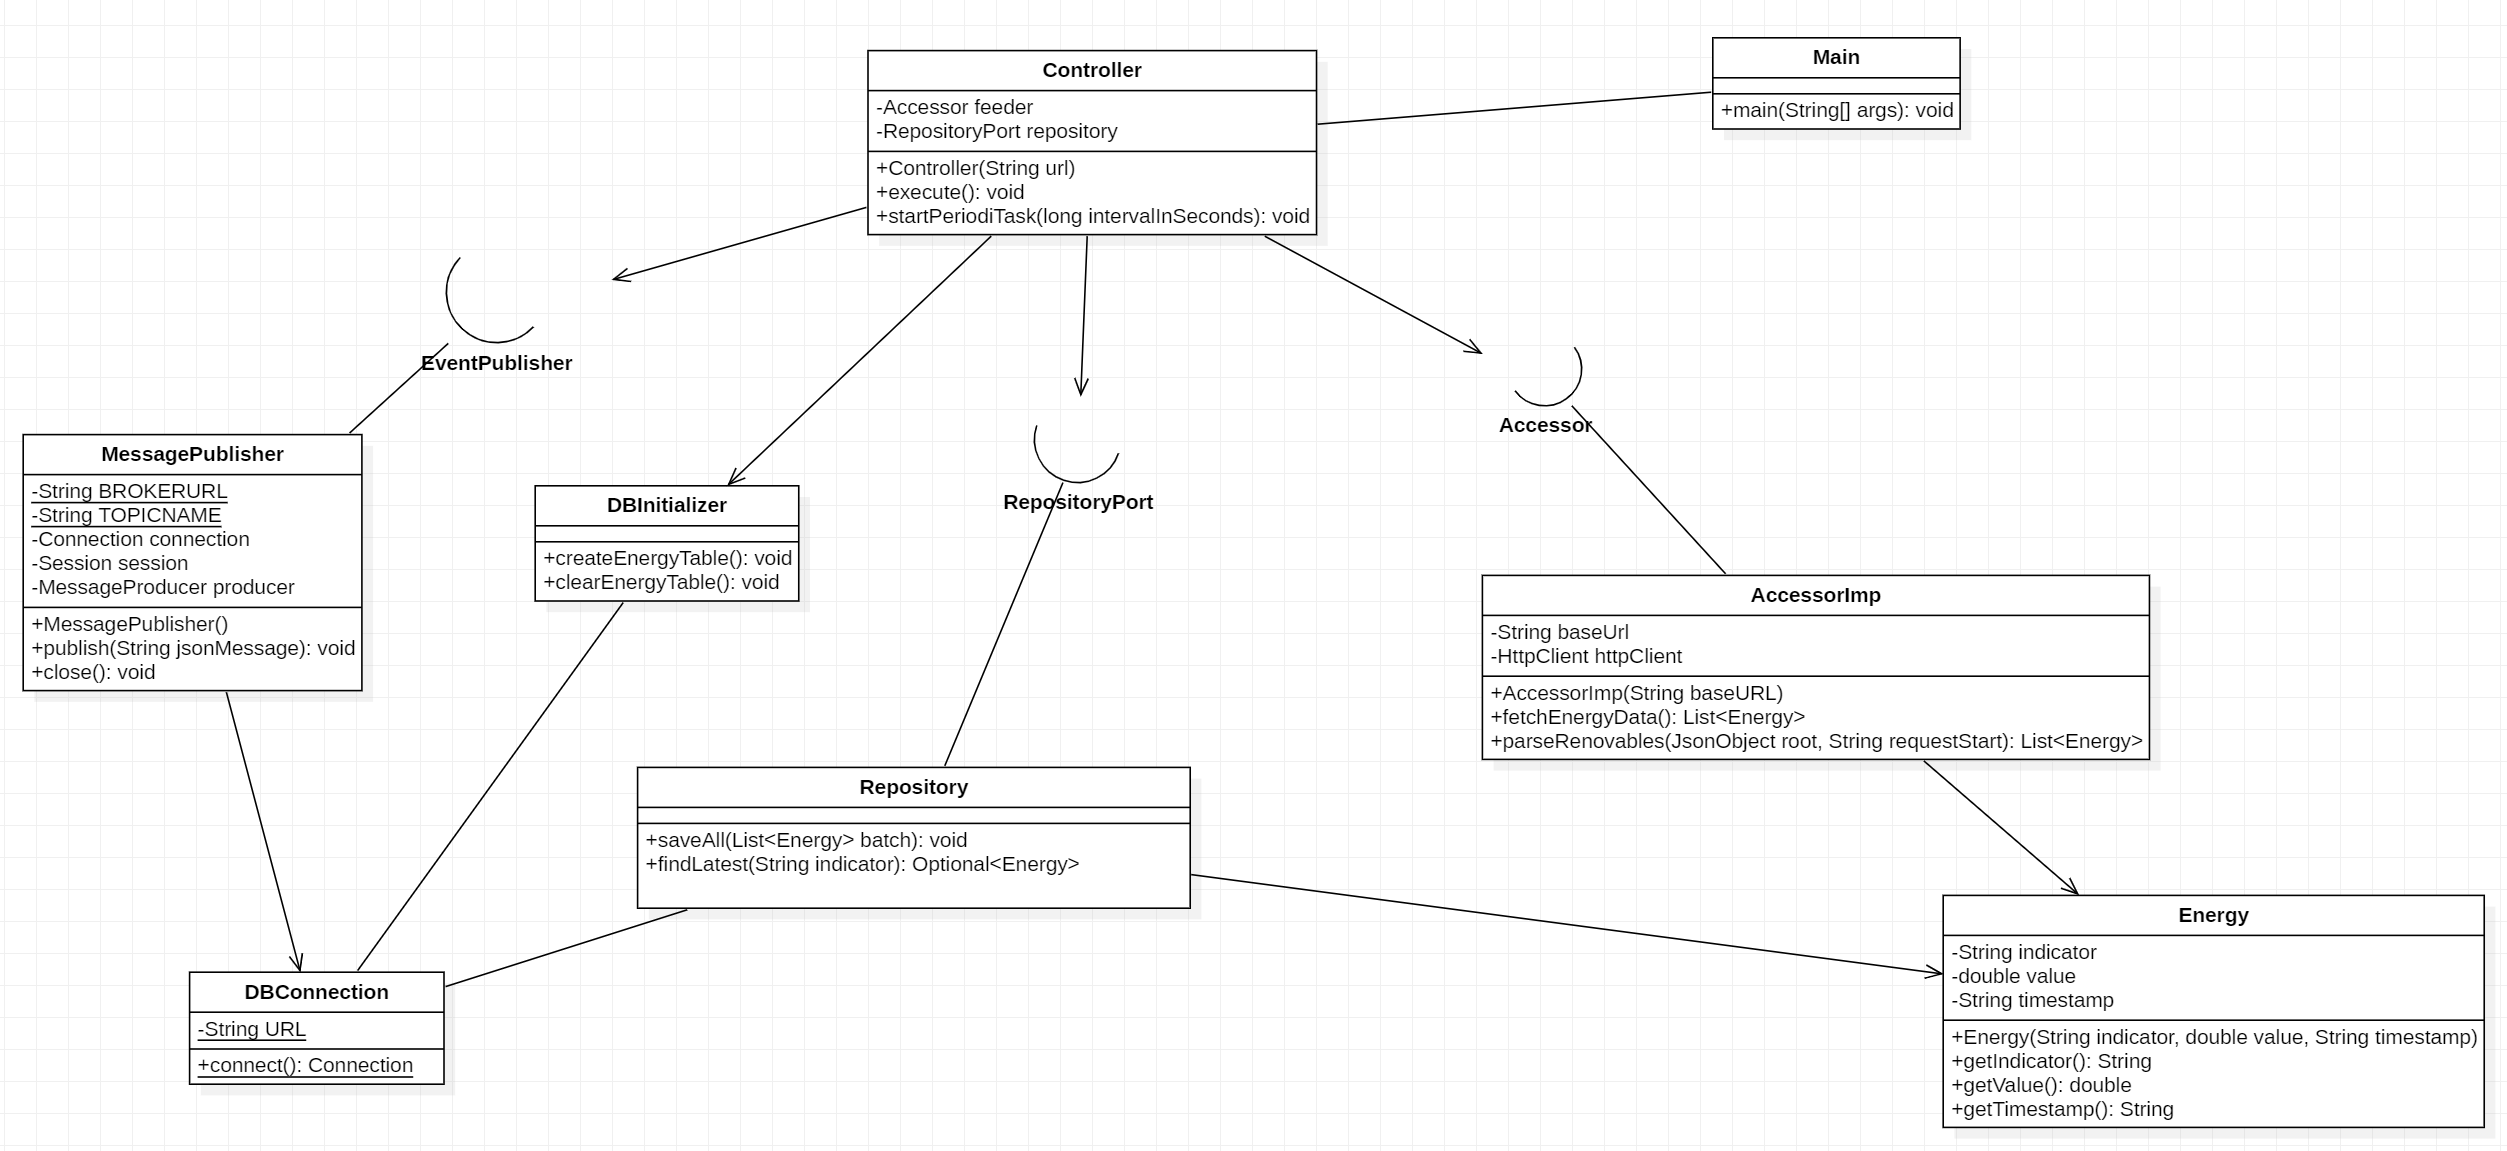 Controller
-Accessor feeder
-RepositoryPort repository
+Controller(String url)
+execute(): void
+startPeriodiTask(long intervalInSeconds): void
Main
+main(String[] args): void
EventPublisher
Accessor
RepositoryPort
MessagePublisher
-String BROKERURL
-String TOPICNAME
-Connection connection
-Session session
-MessageProducer producer
+MessagePublisher()
+publish(String jsonMessage): void
+close(): void
DBInitializer
+createEnergyTable(): void
+clearEnergyTable(): void
AccessorImp
-String baseUrl
-HttpClient httpClient
+AccessorImp(String baseURL)
+fetchEnergyData(): List<Energy>
+parseRenovables(JsonObject root, String requestStart): List<Energy>
Repository
+saveAll(List<Energy> batch): void
+findLatest(String indicator): Optional<Energy>
DBConnection
-String URL
+connect(): Connection
Energy
-String indicator
-double value
-String timestamp
+Energy(String indicator, double value, String timestamp)
+getIndicator(): String
+getValue(): double
+getTimestamp(): String